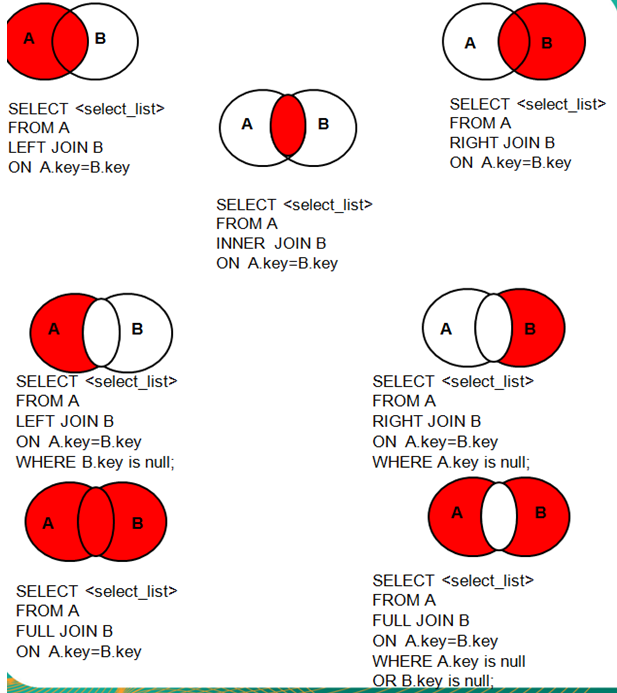 A B
SELECT <select_list>
FROM A
LEFT JOIN B
ON A.key=B.key
A B
SELECT <select_list>
FROM A
INNER JOIN B
ON A.key=B.key
A B
SELECT <select_list>
FROM A
RIGHT JOIN B
ON A.key=B.key
A B
SELECT <select_list>
FROM A
LEFT JOIN B
ON A.key=B.key
WHERE B.key is null;
A B
SELECT <select_list>
FROM A
RIGHT JOIN B
ON A.key=B.key
WHERE A.key is null;
A B
SELECT <select_list>
FROM A
FULL JOIN B
ON A.key=B.key
A B
SELECT <select_list>
FROM A
FULL JOIN B
ON A.key=B.key
WHERE A.key is null
OR B.key is null;